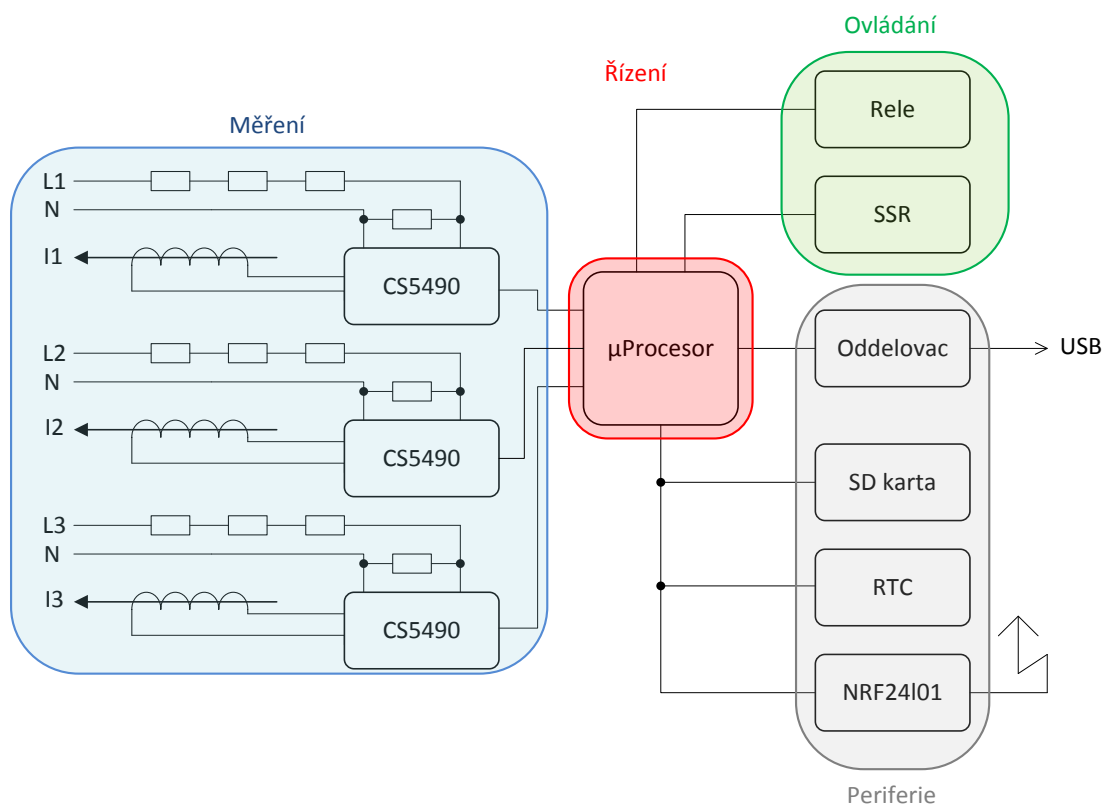 Ovládání
Řízení
Měření
Rele
SSR
L1
N
I1
CS5490
L2
N
I2
CS5490
L3
N
I3
CS5490
µProcesor
Oddelovac
USB
SD karta
RTC
NRF24l01
Periferie